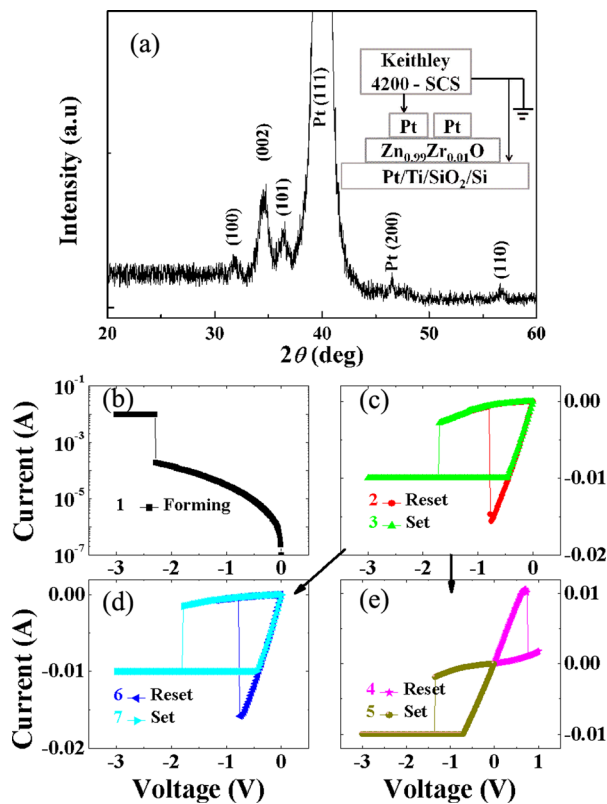 (a)
Intensity (a.u)
(100)
(002)
(101)
Pt (111)
Pt (200)
(110)
Keithley
4200 - SCS
Pt Pt
Zn0.99Zr0.01O
Pt/Ti/SiO2/Si
20 30 40 50 60
2θ (deg)
(b)
Current (A)
10-1
10-3
10-5
10-7
1 Forming
-3 -2 -1 0
(c)
0.00
-0.01
-0.02
2 Reset
3 Set
-3 -2 -1 0
(d)
Current (A)
0.00
-0.01
-0.02
6 Reset
7 Set
-3 -2 -1 0
Voltage (V)
(e)
0.01
0.00
-0.01
4 Reset
5 Set
-3 -2 -1 0 1
Voltage (V)